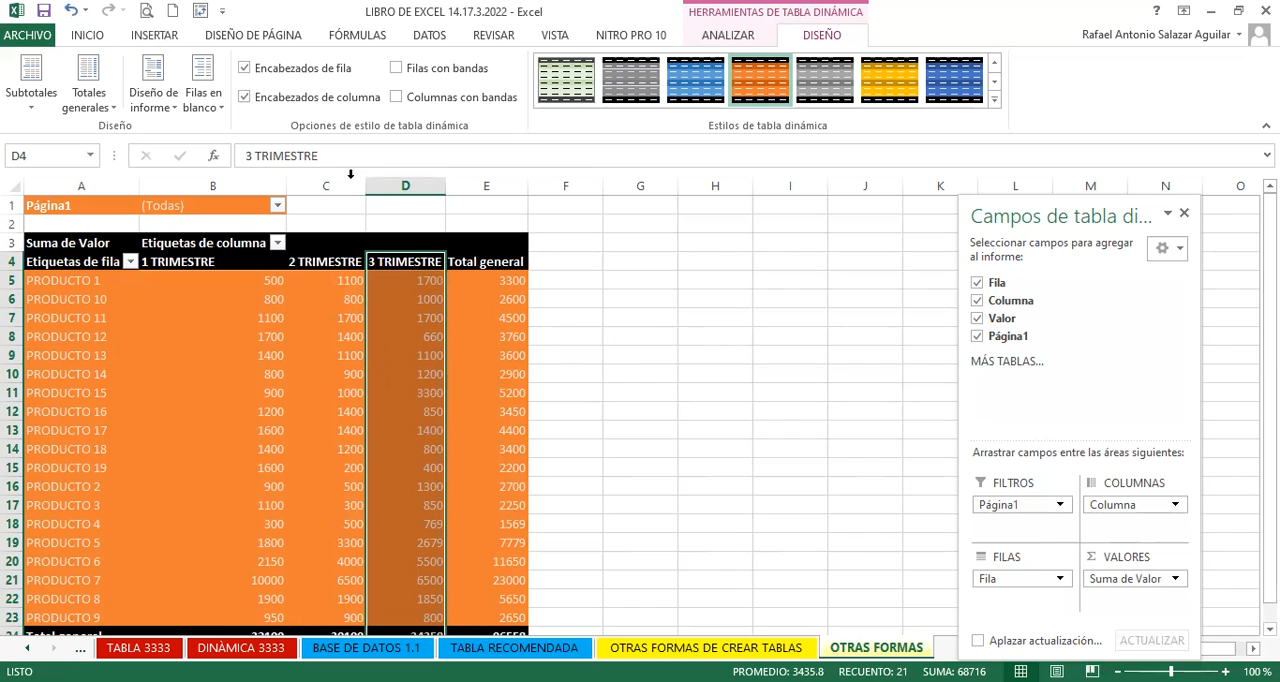 LIBRO DE EXCEL 14.17.3.2022 - Excel
HERRAMIENTAS DE TABLA DINÁMICA
ARCHIVO INICIO INSERTAR DISEÑO DE PÁGINA FÓRMULAS DATOS REVISAR VISTA NITRO PRO 10 ANALIZAR DISEÑO
Rafael Antonio Salazar Aguilar
Subtotales
Totales generales
Diseño de informe
Filas en blanco
Diseño
Encabezados de fila
Filas con bandas
Encabezados de columna
Columnas con bandas
Opciones de estilo de tabla dinámica
Estilos de tabla dinámica
D4
fx
3 TRIMESTRE
A B C D E F G H I J K L M N O
1 Página1 (Todas)
2
3 Suma de Valor Etiquetas de columna
4 Etiquetas de fila 1 TRIMESTRE 2 TRIMESTRE 3 TRIMESTRE Total general
5 PRODUCTO 1 500 1100 1700 3300
6 PRODUCTO 10 800 800 1000 2600
7 PRODUCTO 11 1100 1700 1700 4500
8 PRODUCTO 12 1700 1400 660 3760
9 PRODUCTO 13 1400 1100 1100 3600
10 PRODUCTO 14 800 900 1200 2900
11 PRODUCTO 15 900 1000 3300 5200
12 PRODUCTO 16 1200 1400 850 3450
13 PRODUCTO 17 1600 1400 1400 4400
14 PRODUCTO 18 1400 1200 800 3400
15 PRODUCTO 19 1600 200 400 2200
16 PRODUCTO 2 900 500 1300 2700
17 PRODUCTO 3 1100 300 850 2250
18 PRODUCTO 4 300 500 769 1569
19 PRODUCTO 5 1800 3300 2679 7779
20 PRODUCTO 6 2150 4000 5500 11650
21 PRODUCTO 7 10000 6500 6500 23000
22 PRODUCTO 8 1900 1900 1850 5650
23 PRODUCTO 9 950 900 800 2650
24 Total general
Campos de tabla di...
Seleccionar campos para agregar
al informe:
Fila
Columna
Valor
Página1
MÁS TABLAS...
Arrastrar campos entre las áreas siguientes:
FILTROS COLUMNAS
Página1 Columna
FILAS Σ VALORES
Fila Suma de Valor
Aplazar actualización... ACTUALIZAR
... TABLA 3333 DINÀMICA 3333 BASE DE DATOS 1.1 TABLA RECOMENDADA OTRAS FORMAS DE CREAR TABLAS OTRAS FORMAS
LISTO PROMEDIO: 3435.8 RECUENTO: 21 SUMA: 68716 100 %